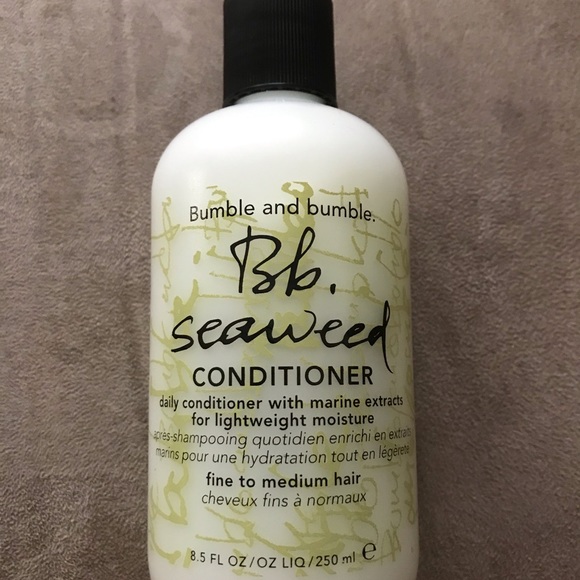 Bumble and bumble.
Bb.
seaweed
CONDITIONER
daily conditioner with marine extracts
for lightweight moisture
après-shampooing quotidien enrichi en extraits
marins pour une hydratation tout en légèreté
fine to medium hair
cheveux fins à normaux
8.5 FL OZ/OZ LIQ/250 ml e